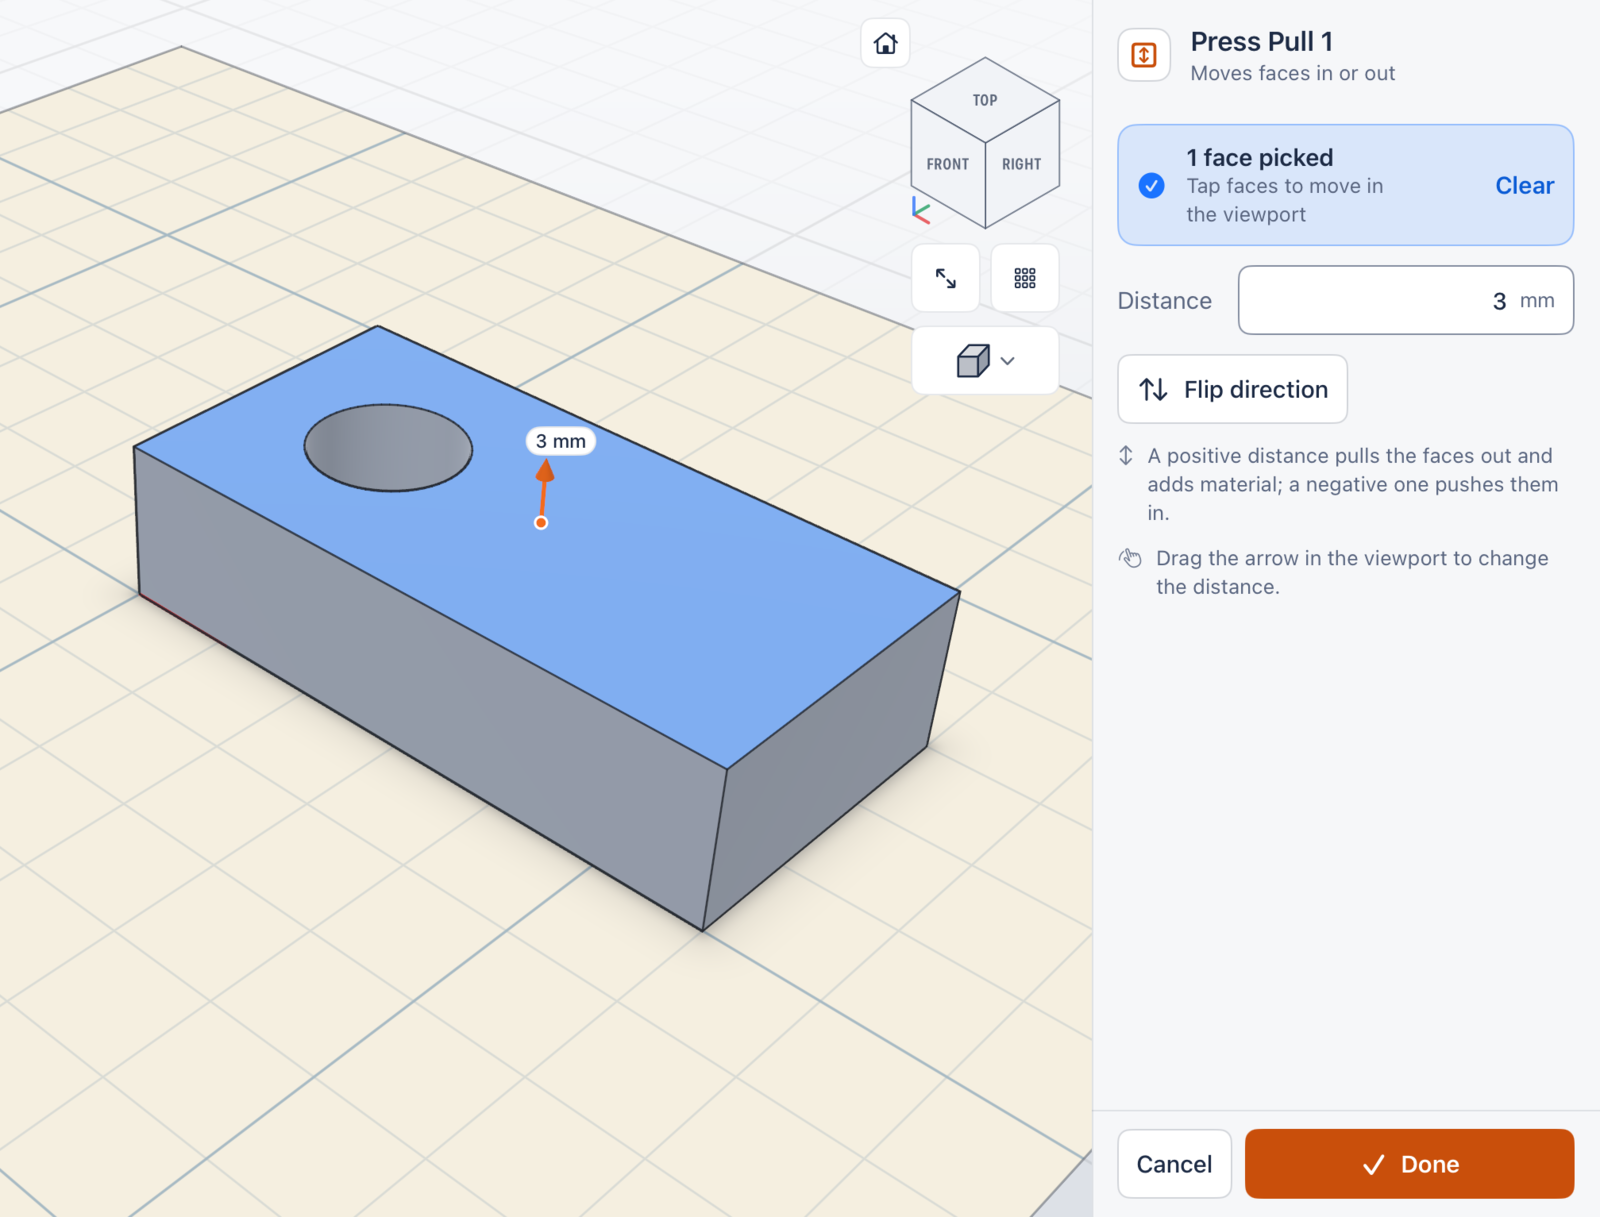 TOP
FRONT
RIGHT
3 mm
Press Pull 1
Moves faces in or out
1 face picked
Tap faces to move in
the viewport
Clear
Distance
3 mm
Flip direction
A positive distance pulls the faces out and
adds material; a negative one pushes them
in.
Drag the arrow in the viewport to change
the distance.
Cancel
Done